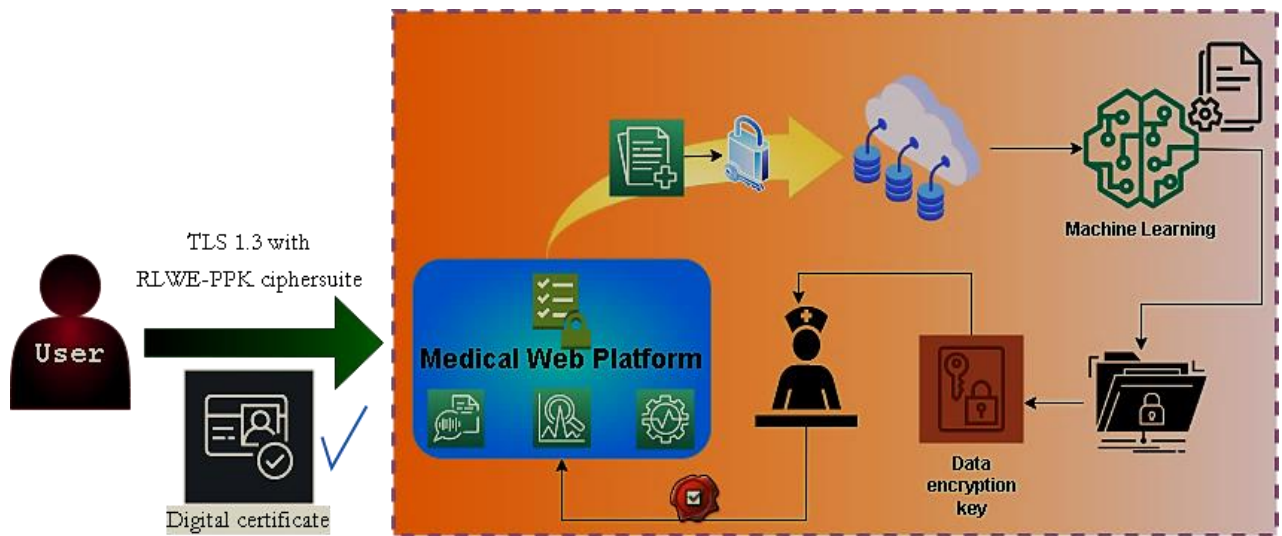 TLS 1.3 with
RLWE-PPK ciphersuite
User
Digital certificate
Medical Web Platform
Machine Learning
Data
encryption
key